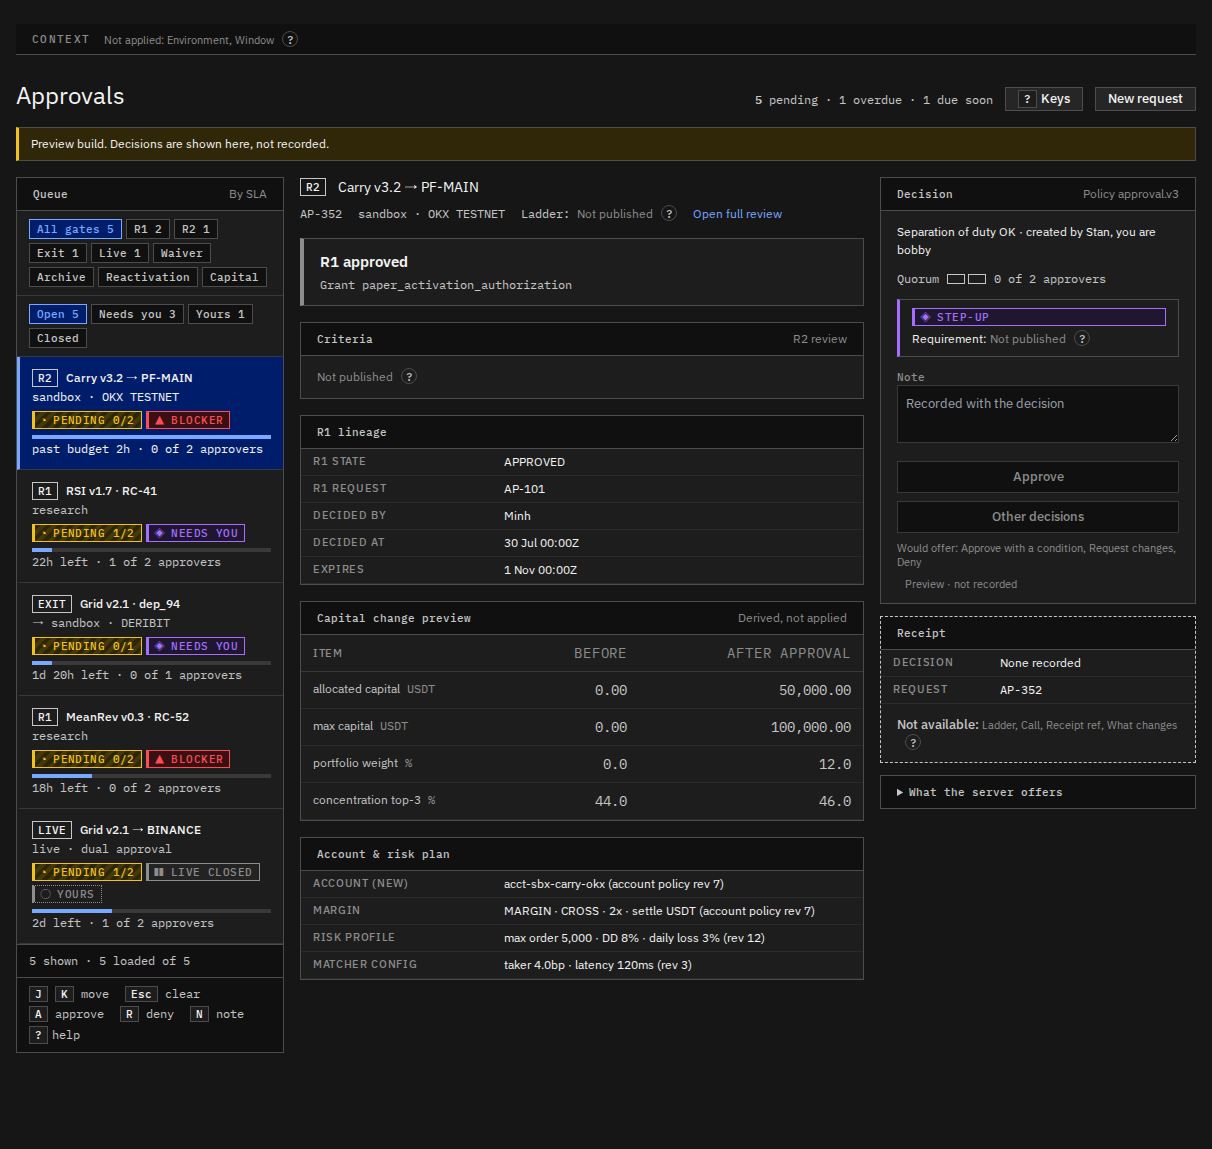 CONTEXT Not applied: Environment, Window ?
Approvals
5 pending · 1 overdue · 1 due soon
? Keys
New request
Preview build. Decisions are shown here, not recorded.
Queue By SLA
All gates 5 R1 2 R2 1
Exit 1 Live 1 Waiver
Archive Reactivation Capital
Open 5 Needs you 3 Yours 1
Closed
R2 Carry v3.2 → PF-MAIN
sandbox · OKX TESTNET
PENDING 0/2 BLOCKER
past budget 2h · 0 of 2 approvers
R1 RSI v1.7 · RC-41
research
PENDING 1/2 NEEDS YOU
22h left · 1 of 2 approvers
EXIT Grid v2.1 · dep_94
→ sandbox · DERIBIT
PENDING 0/1 NEEDS YOU
1d 20h left · 0 of 1 approvers
R1 MeanRev v0.3 · RC-52
research
PENDING 0/2 BLOCKER
18h left · 0 of 2 approvers
LIVE Grid v2.1 → BINANCE
live · dual approval
PENDING 1/2 LIVE CLOSED
YOURS
2d left · 1 of 2 approvers
5 shown · 5 loaded of 5
J K move Esc clear
A approve R deny N note
? help
R2 Carry v3.2 → PF-MAIN
AP-352 sandbox · OKX TESTNET Ladder: Not published ? Open full review
R1 approved
Grant paper_activation_authorization
Criteria R2 review
Not published ?
R1 lineage
R1 STATE APPROVED
R1 REQUEST AP-101
DECIDED BY Minh
DECIDED AT 30 Jul 00:00Z
EXPIRES 1 Nov 00:00Z
Capital change preview Derived, not applied
ITEM BEFORE AFTER APPROVAL
allocated capital USDT 0.00 50,000.00
max capital USDT 0.00 100,000.00
portfolio weight % 0.0 12.0
concentration top-3 % 44.0 46.0
Account & risk plan
ACCOUNT (NEW) acct-sbx-carry-okx (account policy rev 7)
MARGIN MARGIN · CROSS · 2x · settle USDT (account policy rev 7)
RISK PROFILE max order 5,000 · DD 8% · daily loss 3% (rev 12)
MATCHER CONFIG taker 4.0bp · latency 120ms (rev 3)
Decision Policy approval.v3
Separation of duty OK · created by Stan, you are
bobby
Quorum 0 of 2 approvers
STEP-UP
Requirement: Not published ?
Note
Recorded with the decision
Approve
Other decisions
Would offer: Approve with a condition, Request changes,
Deny
Preview · not recorded
Receipt
DECISION None recorded
REQUEST AP-352
Not available: Ladder, Call, Receipt ref, What changes
?
What the server offers